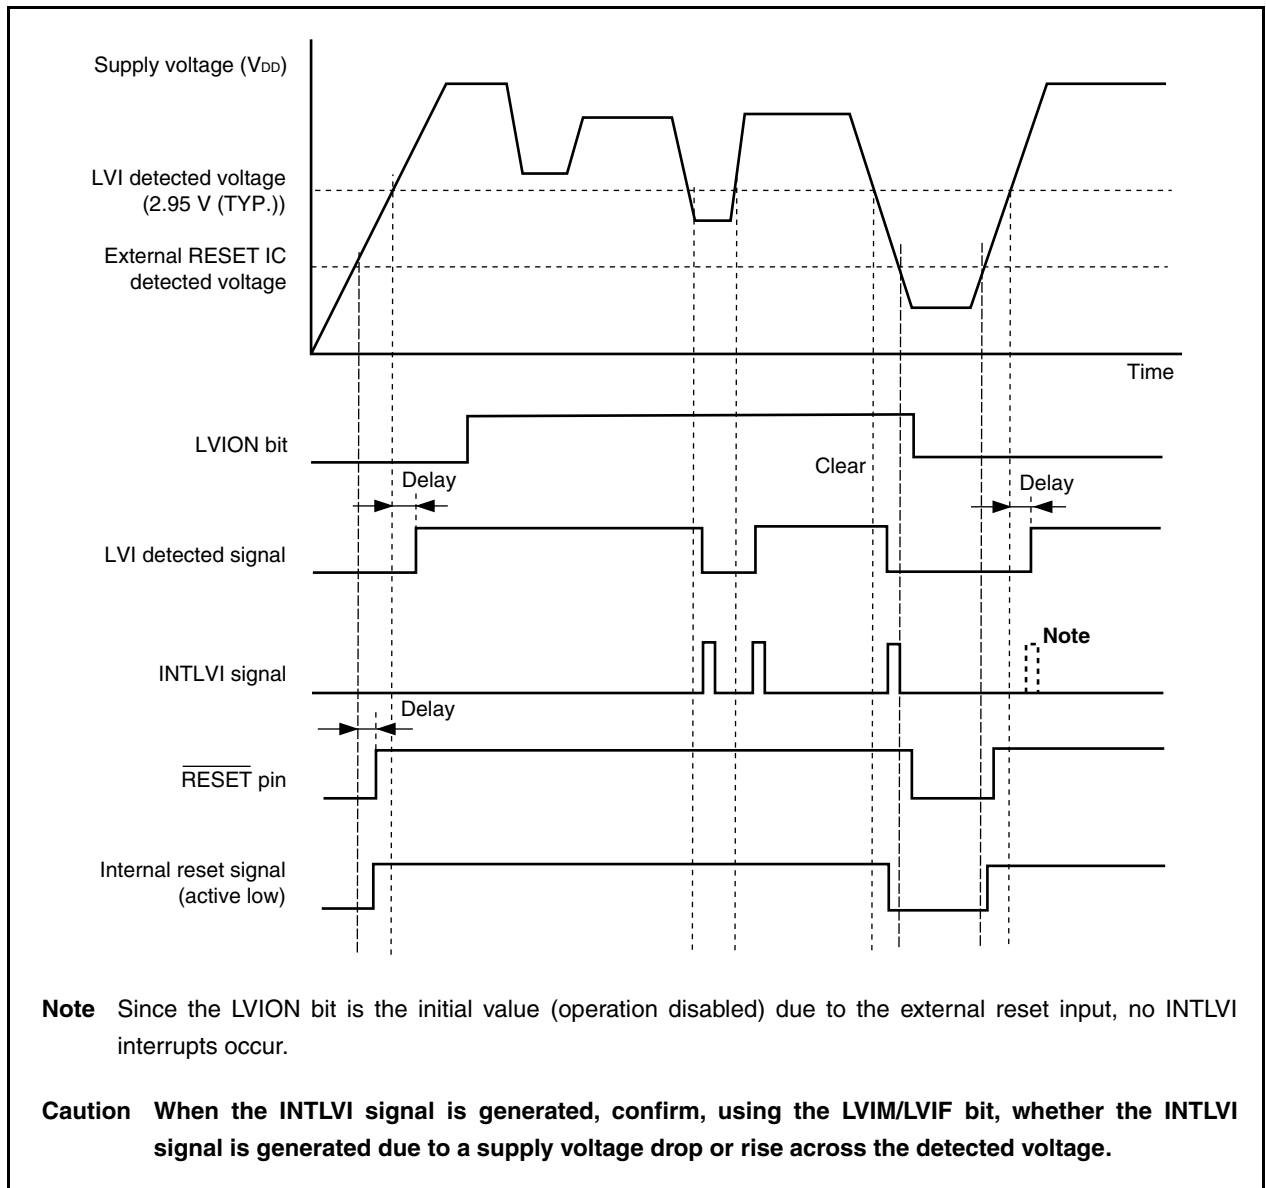 Supply voltage (VDD)
LVI detected voltage
(2.95 V (TYP.))
External RESET IC
detected voltage
Time
LVION bit
Clear
Delay
Delay
LVI detected signal
Note
INTLVI signal
Delay
RESET pin
Internal reset signal
(active low)
Note Since the LVION bit is the initial value (operation disabled) due to the external reset input, no INTLVI
interrupts occur.
Caution When the INTLVI signal is generated, confirm, using the LVIM/LVIF bit, whether the INTLVI
signal is generated due to a supply voltage drop or rise across the detected voltage.